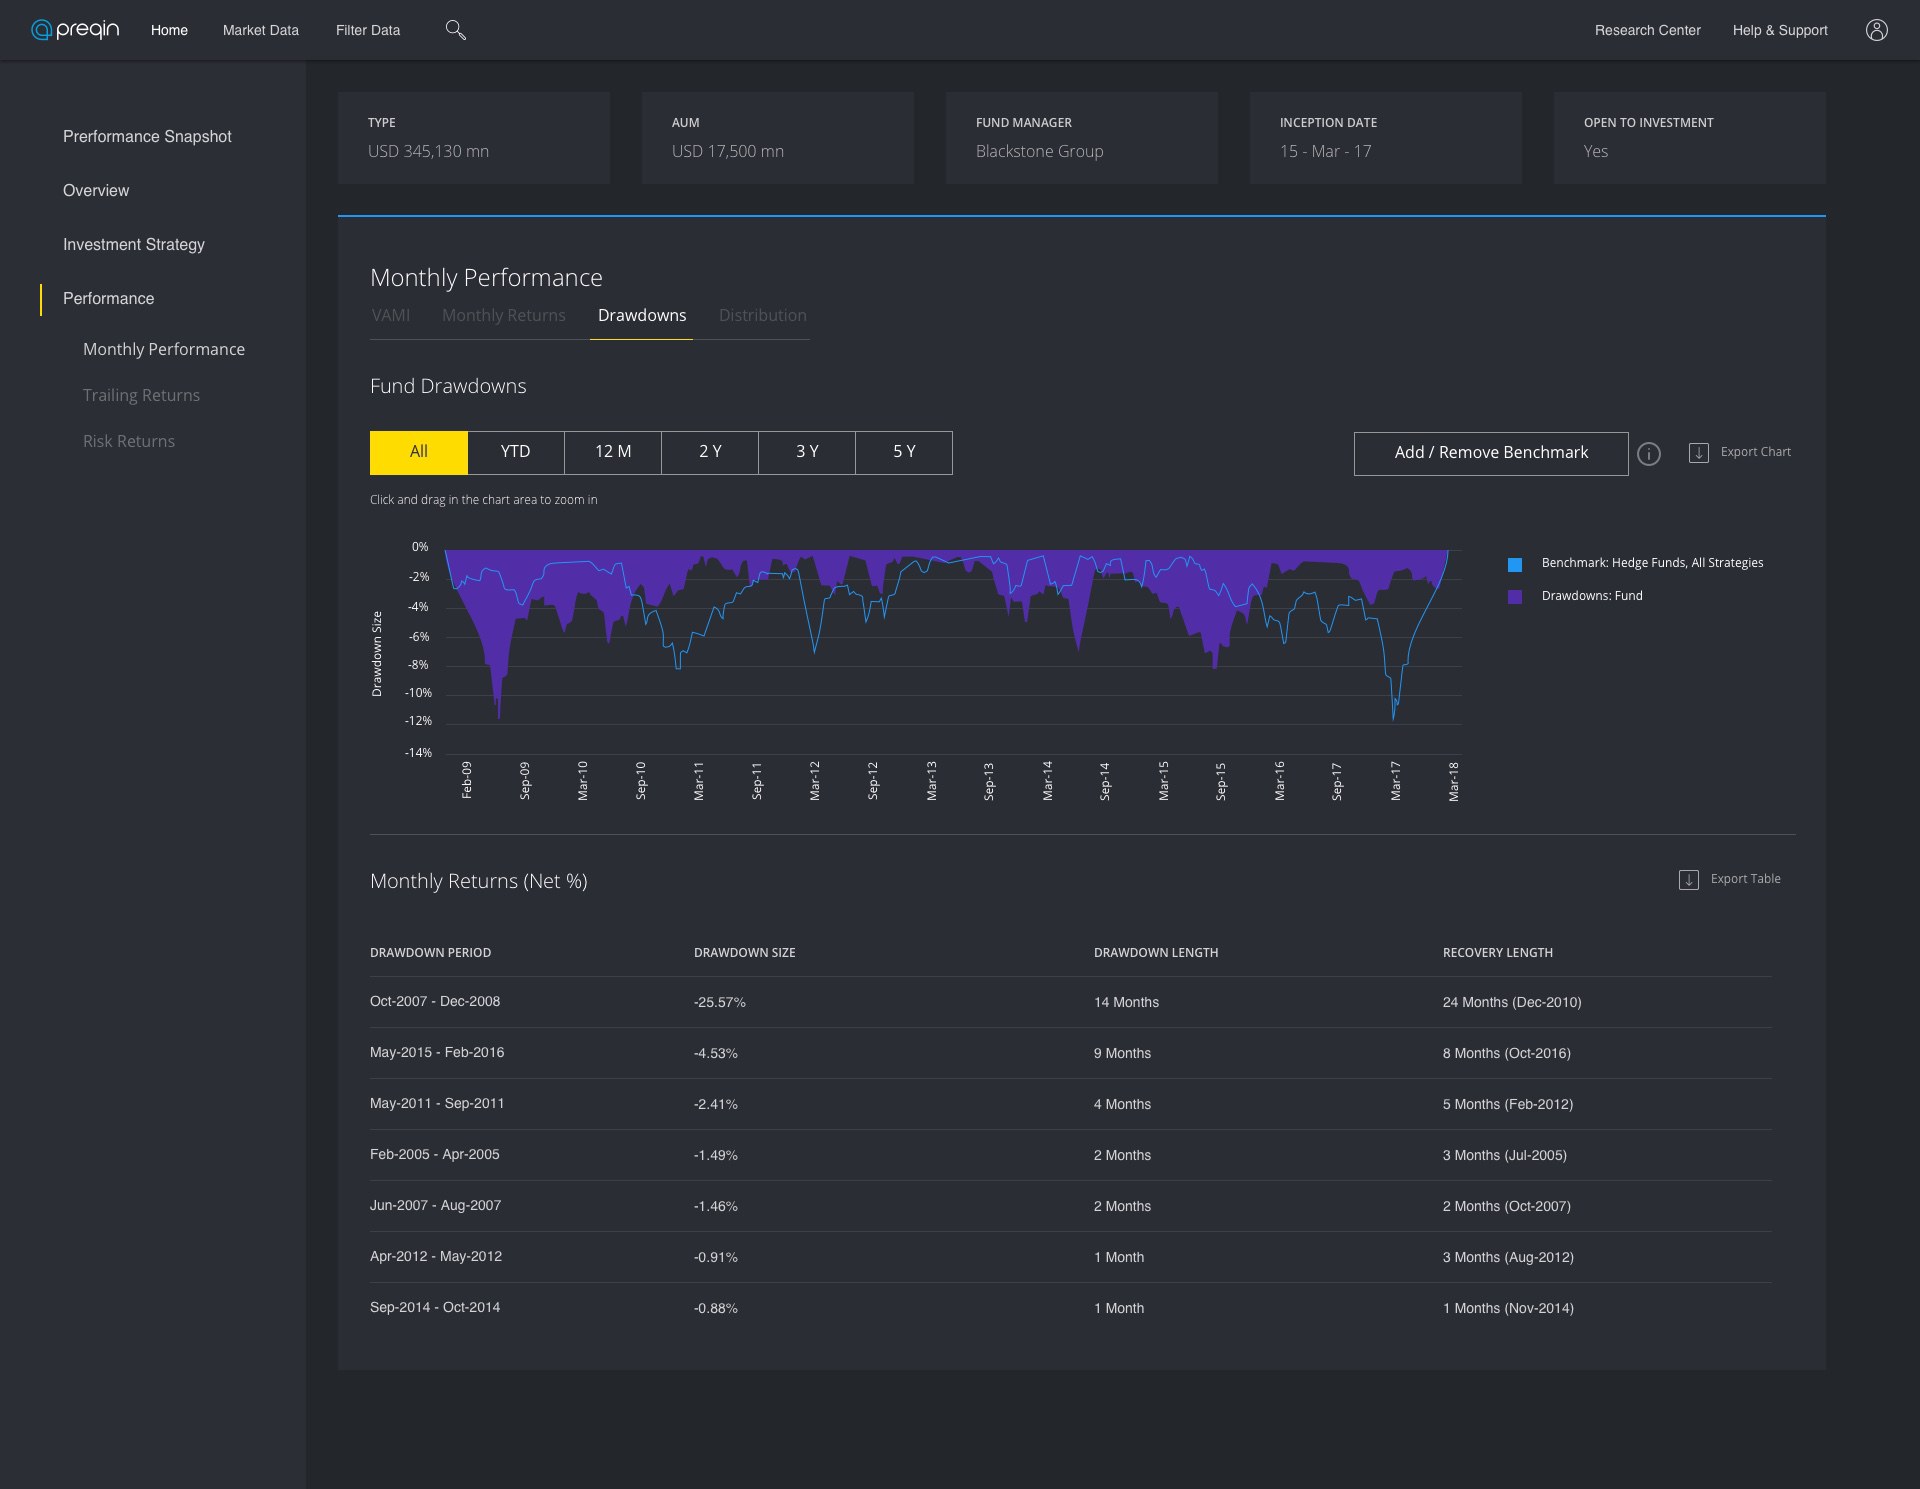 preqin Home Market Data Filter Data Research Center Help & Support
Prerformance Snapshot
Overview
Investment Strategy
Performance
Monthly Performance
Trailing Returns
Risk Returns
TYPE
USD 345,130 mn
AUM
USD 17,500 mn
FUND MANAGER
Blackstone Group
INCEPTION DATE
15 - Mar - 17
OPEN TO INVESTMENT
Yes
Monthly Performance
VAMI Monthly Returns Drawdowns Distribution
Fund Drawdowns
All YTD 12 M 2 Y 3 Y 5 Y Add / Remove Benchmark i Export Chart
Click and drag in the chart area to zoom in
Drawdown Size
0%
-2%
-4%
-6%
-8%
-10%
-12%
-14%
Feb-09 Sep-09 Mar-10 Sep-10 Mar-11 Sep-11 Mar-12 Sep-12 Mar-13 Sep-13 Mar-14 Sep-14 Mar-15 Sep-15 Mar-16 Sep-17 Mar-17 Mar-18
Benchmark: Hedge Funds, All Strategies
Drawdowns: Fund
Monthly Returns (Net %) Export Table
DRAWDOWN PERIOD DRAWDOWN SIZE DRAWDOWN LENGTH RECOVERY LENGTH
Oct-2007 - Dec-2008 -25.57% 14 Months 24 Months (Dec-2010)
May-2015 - Feb-2016 -4.53% 9 Months 8 Months (Oct-2016)
May-2011 - Sep-2011 -2.41% 4 Months 5 Months (Feb-2012)
Feb-2005 - Apr-2005 -1.49% 2 Months 3 Months (Jul-2005)
Jun-2007 - Aug-2007 -1.46% 2 Months 2 Months (Oct-2007)
Apr-2012 - May-2012 -0.91% 1 Month 3 Months (Aug-2012)
Sep-2014 - Oct-2014 -0.88% 1 Month 1 Months (Nov-2014)